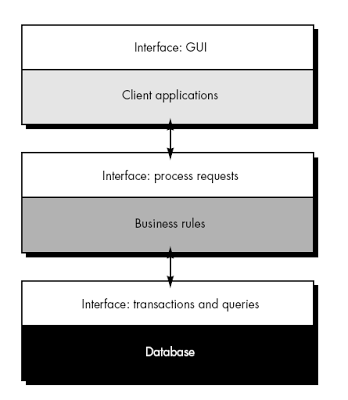 Interface: GUI
Client applications
Interface: process requests
Business rules
Interface: transactions and queries
Database